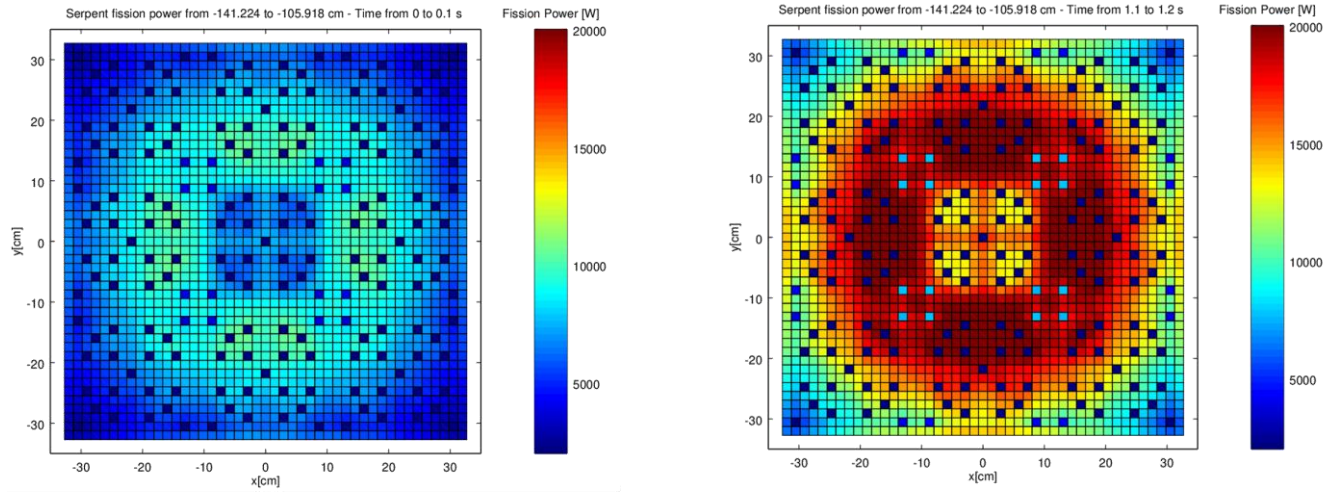 Serpent fission power from -141.224 to -105.918 cm - Time from 0 to 0.1 s
Fission Power [W]
20000
15000
10000
5000
30
20
10
0
-10
-20
-30
y[cm]
-30 -20 -10 0 10 20 30
x[cm]
Serpent fission power from -141.224 to -105.918 cm - Time from 1.1 to 1.2 s
Fission Power [W]
20000
15000
10000
5000
30
20
10
0
-10
-20
-30
y[cm]
-30 -20 -10 0 10 20 30
x[cm]